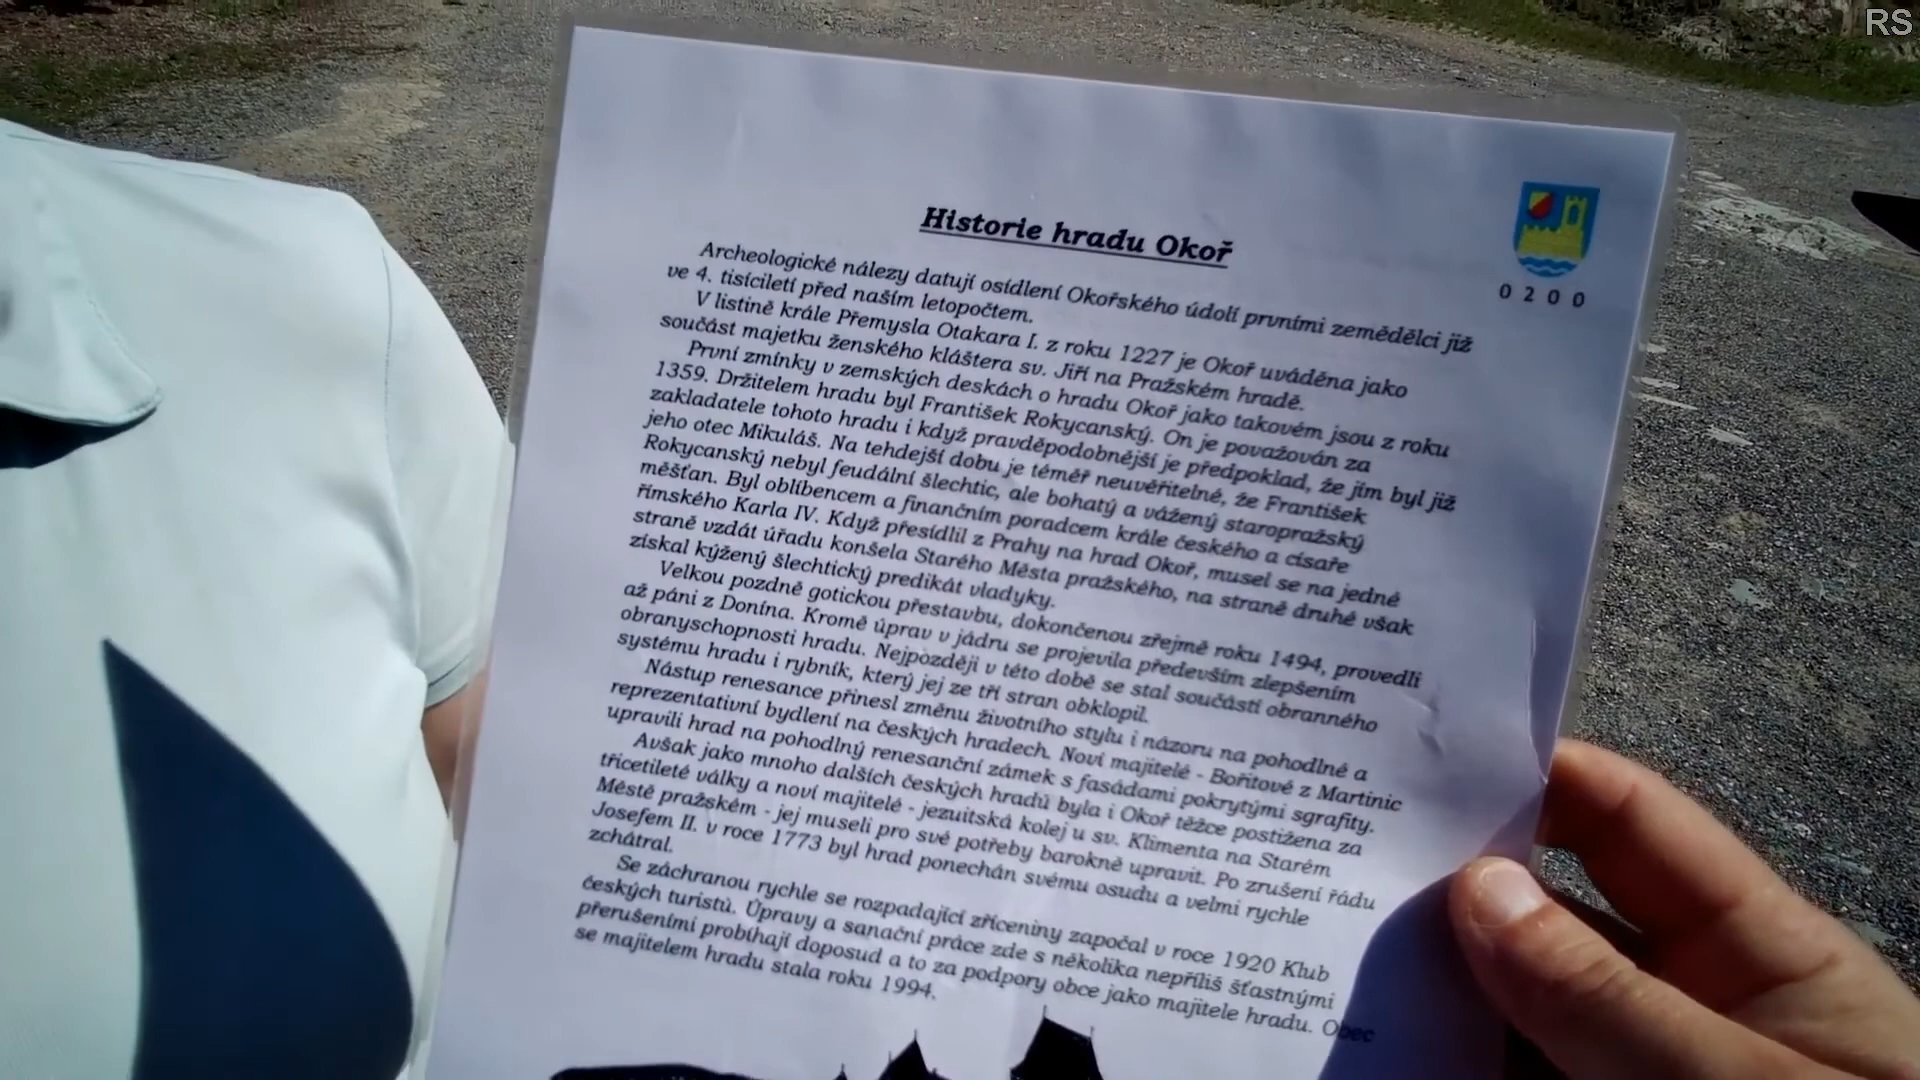 RS
Historie hradu Okoř
0 2 0 0
Archeologické nálezy datují osídlení Okořského údolí prvními zemědělci již
ve 4. tisíciletí před naším letopočtem.
V listině krále Přemysla Otakara I. z roku 1227 je Okoř uváděna jako
součást majetku ženského kláštera sv. Jiří na Pražském hradě.
První zmínky v zemských deskách o hradu Okoř jako takovém jsou z roku
1359. Držitelem hradu byl František Rokycanský. On je považován za
zakladatele tohoto hradu i když pravděpodobnější je předpoklad, že jím byl již
jeho otec Mikuláš. Na tehdejší dobu je téměř neuvěřitelné, že František
Rokycanský nebyl feudální šlechtic, ale bohatý a vážený staropražský
měšťan. Byl oblíbencem a finančním poradcem krále českého a císaře
římského Karla IV. Když přesídlil z Prahy na hrad Okoř, musel se na jedné
straně vzdát úřadu konšela Starého Města pražského, na straně druhé však
získal kýžený šlechtický predikát vladyky.
Velkou pozdně gotickou přestavbu, dokončenou zřejmě roku 1494, provedli
až páni z Donína. Kromě úprav v jádru se projevila především zlepšením
obranyschopnosti hradu. Nejpozději v této době se stal součástí obranného
systému hradu i rybník, který jej ze tří stran obklopil.
Nástup renesance přinesl změnu životního stylu i názoru na pohodlné a
reprezentativní bydlení na českých hradech. Noví majitelé - Bořitové z Martinic
upravili hrad na pohodlný renesanční zámek s fasádami pokrytými sgrafity.
Avšak jako mnoho dalších českých hradů byla i Okoř těžce postižena za
třicetileté války a noví majitelé - jezuitská kolej u sv. Klimenta na Starém
Městě pražském - jej museli pro své potřeby barokně upravit. Po zrušení řádu
Josefem II. v roce 1773 byl hrad ponechán svému osudu a velmi rychle
zchátral.
Se záchranou rychle se rozpadající zříceniny započal v roce 1920 Klub
českých turistů. Úpravy a sanační práce zde s několika nepříliš šťastnými
přerušeními probíhají doposud a to za podpory obce jako majitele hradu. Obec
se majitelem hradu stala roku 1994.